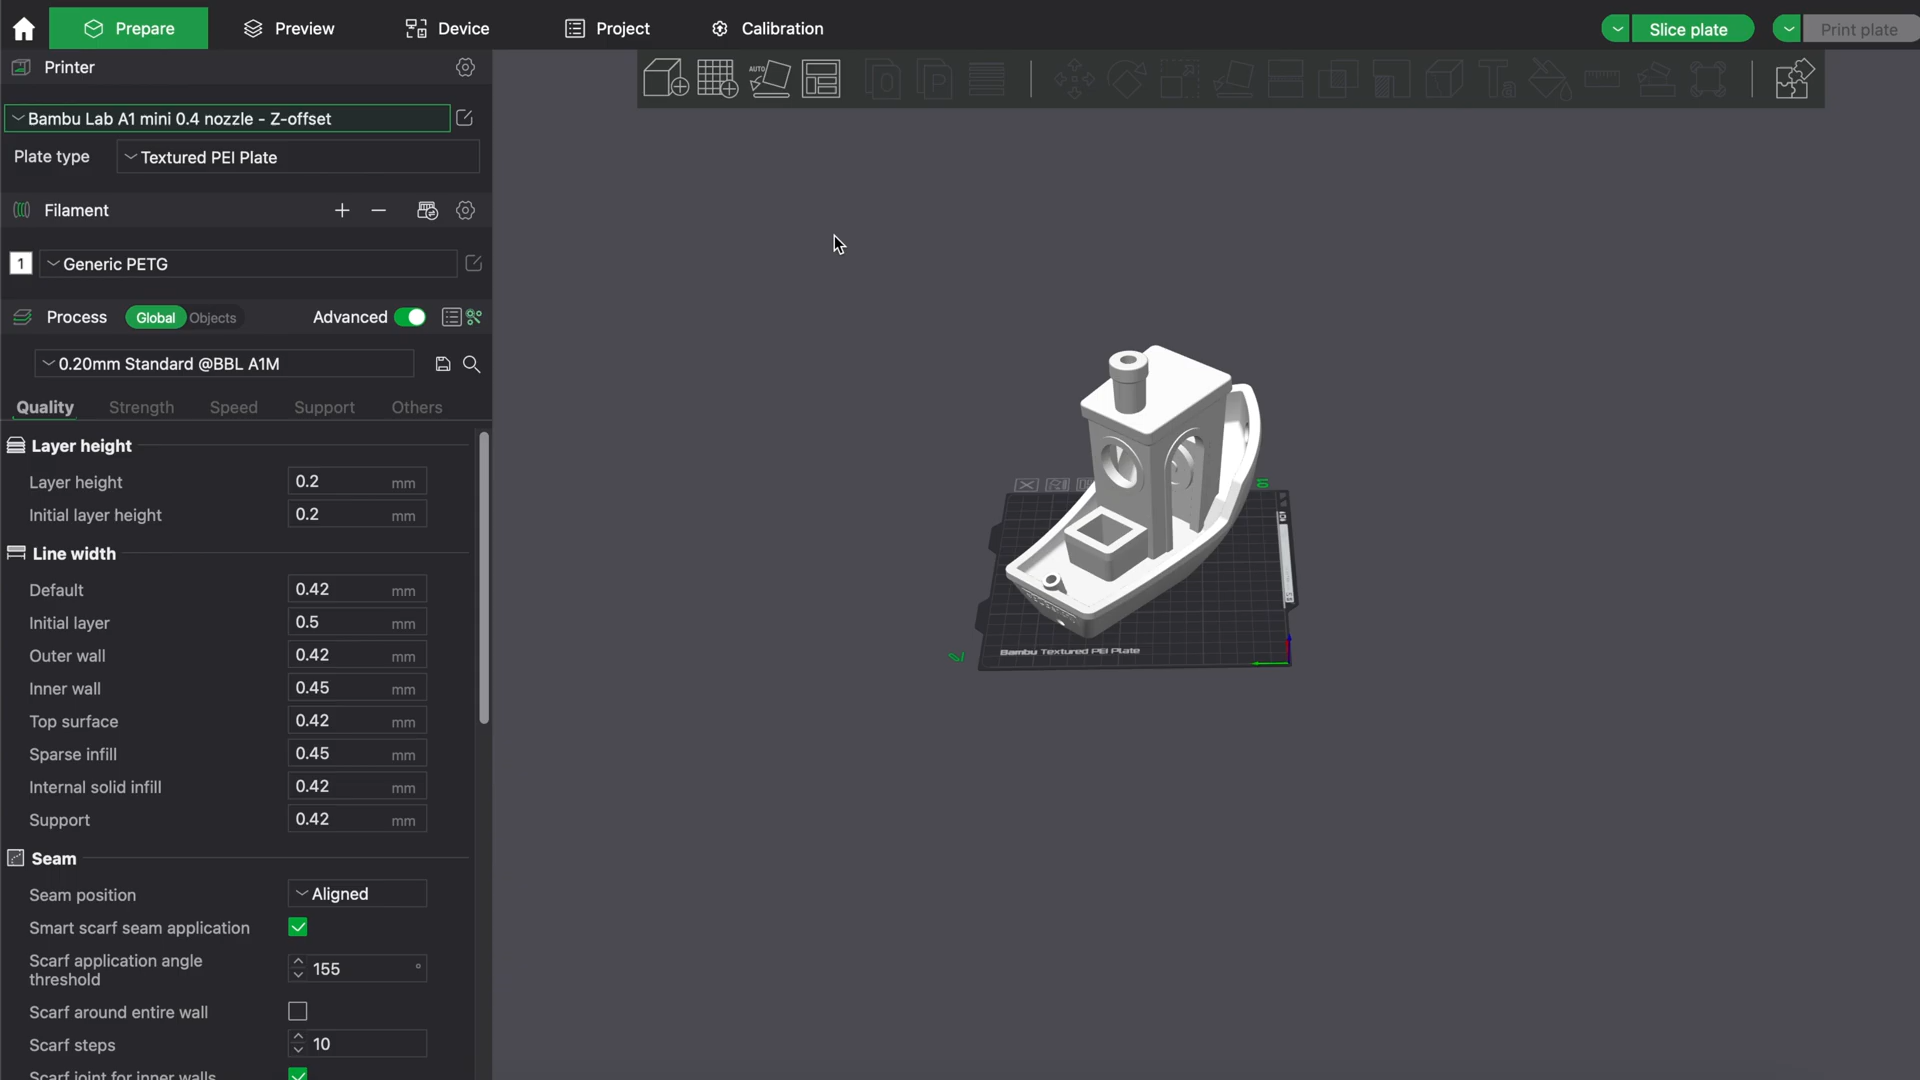 Prepare
Preview
Device
Project
Calibration
Slice plate
Print plate
Printer
Bambu Lab A1 mini 0.4 nozzle - Z-offset
Plate type
Textured PEI Plate
Filament
1
Generic PETG
Process
Global
Objects
Advanced
0.20mm Standard @BBL A1M
Quality
Strength
Speed
Support
Others
Layer height
Layer height 0.2 mm
Initial layer height 0.2 mm
Line width
Default 0.42 mm
Initial layer 0.5 mm
Outer wall 0.42 mm
Inner wall 0.45 mm
Top surface 0.42 mm
Sparse infill 0.45 mm
Internal solid infill 0.42 mm
Support 0.42 mm
Seam
Seam position Aligned
Smart scarf seam application
Scarf application angle
threshold
155 °
Scarf around entire wall
Scarf steps 10
Scarf joint for inner walls
AUTO
Bambu Textured PEI Plate